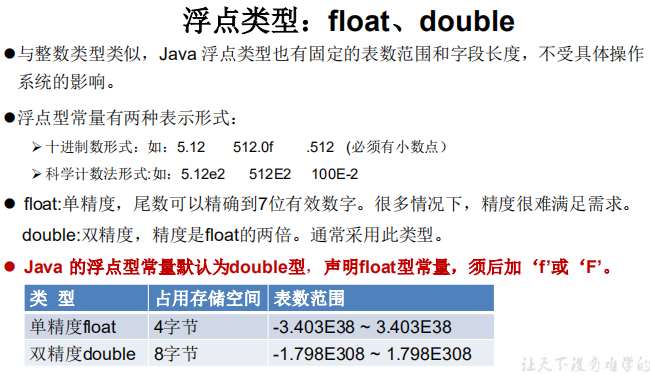 浮点类型：float、double
●与整数类型类似，Java 浮点类型也有固定的表数范围和字段长度，不受具体操作
系统的影响。
●浮点型常量有两种表示形式：
➢十进制数形式：如：5.12 512.0f .512 (必须有小数点）
➢科学计数法形式:如：5.12e2 512E2 100E-2
● float:单精度，尾数可以精确到7位有效数字。很多情况下，精度很难满足需求。
double:双精度，精度是float的两倍。通常采用此类型。
● Java 的浮点型常量默认为double型，声明float型常量，须后加‘f’或‘F’。
类 型 占用存储空间 表数范围
单精度float 4字节 -3.403E38 ~ 3.403E38
双精度double 8字节 -1.798E308 ~ 1.798E308
让天下没有难学的